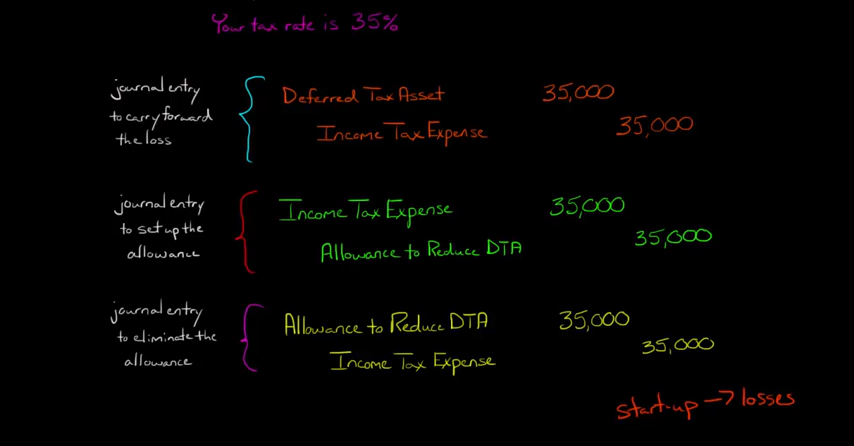 Your tax rate is 35%
journal entry
to carry forward
the loss
Deferred Tax Asset 35,000
Income Tax Expense 35,000
journal entry
to set up the
allowance
Income Tax Expense 35,000
Allowance to Reduce DTA 35,000
journal entry
to eliminate the
allowance
Allowance to Reduce DTA 35,000
Income Tax Expense 35,000
start-up → losses